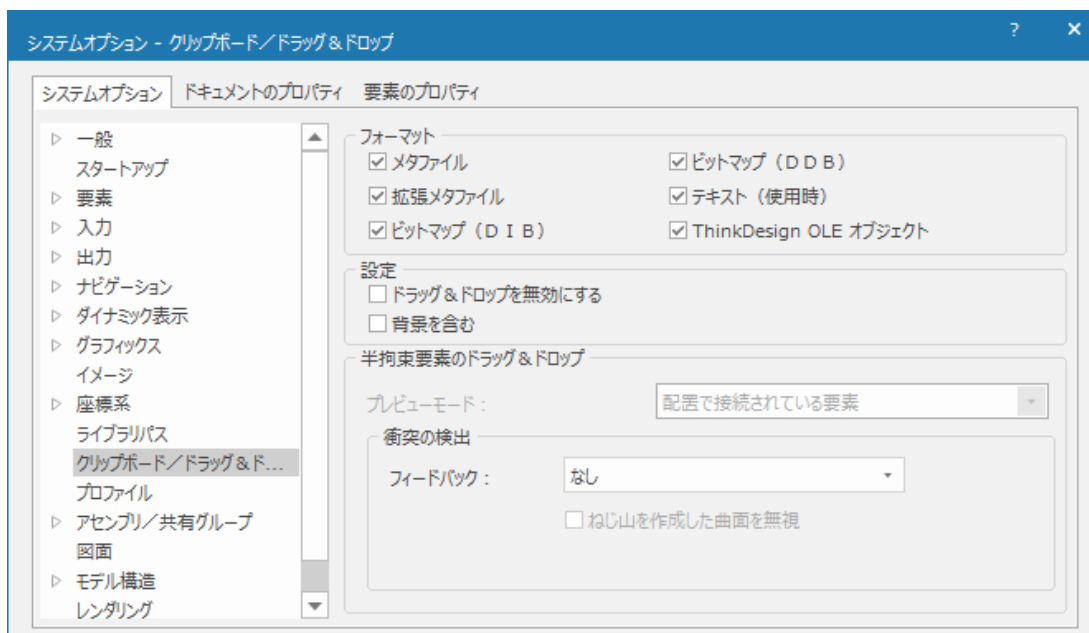 システムオプション - クリップボード／ドラッグ＆ドロップ
? ×
システムオプション ドキュメントのプロパティ 要素のプロパティ
一般
スタートアップ
要素
入力
出力
ナビゲーション
ダイナミック表示
グラフィックス
イメージ
座標系
ライブラリパス
クリップボード／ドラッグ＆ド...
プロファイル
アセンブリ／共有グループ
図面
モデル構造
レンダリング
フォーマット
メタファイル ビットマップ（ＤＤＢ）
拡張メタファイル テキスト（使用時）
ビットマップ（ＤＩＢ） ThinkDesign OLE オブジェクト
設定
ドラッグ＆ドロップを無効にする
背景を含む
半拘束要素のドラッグ＆ドロップ
プレビューモード： 配置で接続されている要素
衝突の検出
フィードバック： なし
ねじ山を作成した曲面を無視